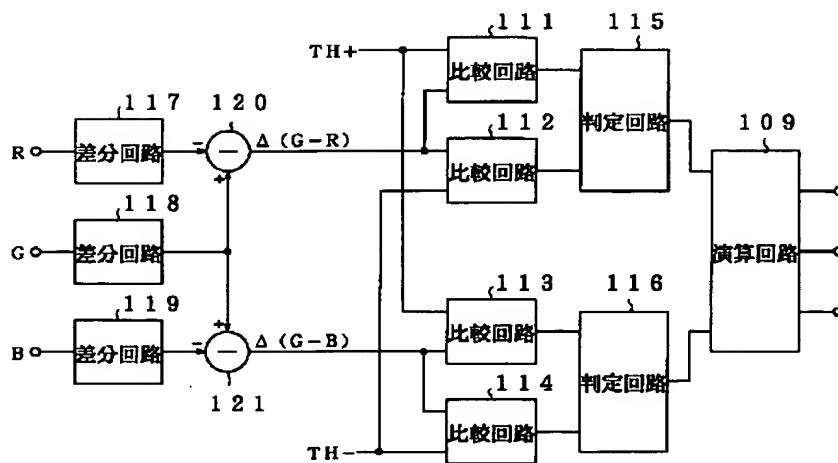 111
115
TH+
比較回路
117
120
112
109
R
差分回路
-
-
Δ(G-R)
比較回路
判定回路
+
118
G
差分回路
演算回路
113
116
119
+
比較回路
B
差分回路
-
-
Δ(G-B)
114
判定回路
121
比較回路
TH-